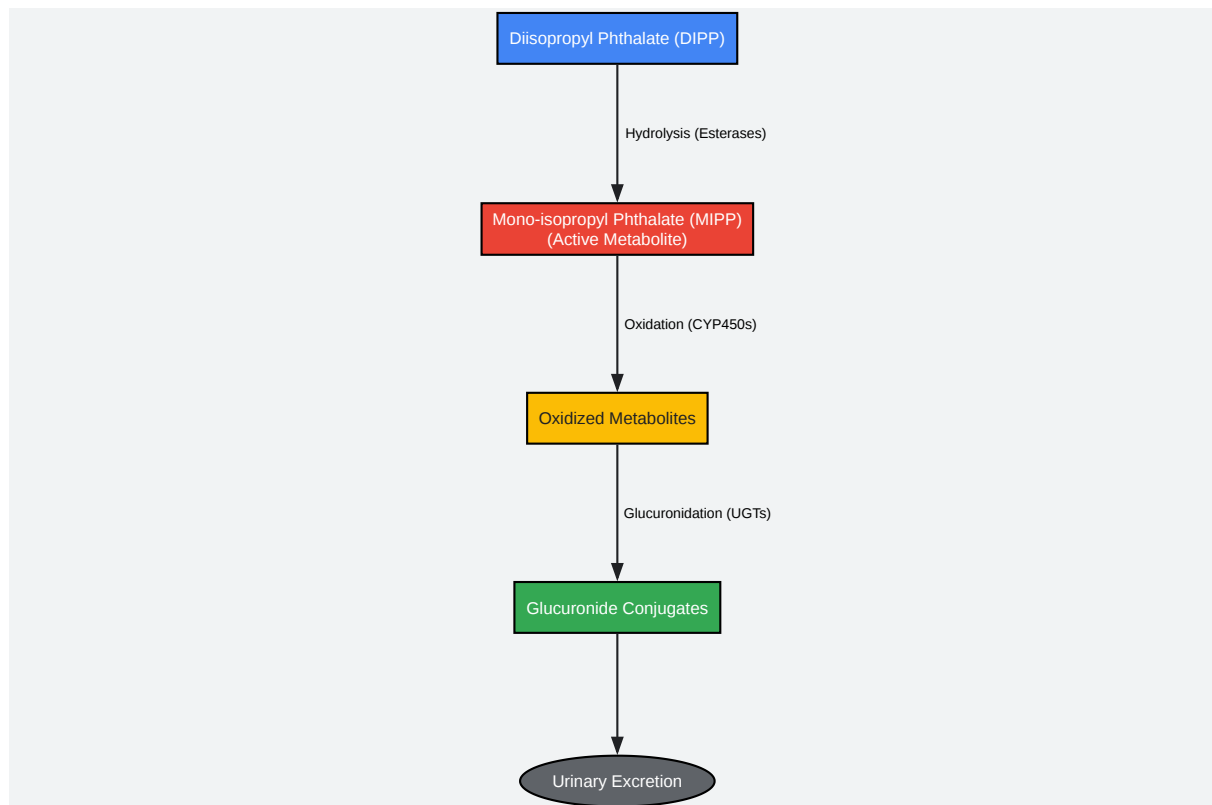 Diisopropyl Phthalate (DIPP)
Hydrolysis (Esterases)
Mono-isopropyl Phthalate (MIPP)
(Active Metabolite)
Oxidation (CYP450s)
Oxidized Metabolites
Glucuronidation (UGTs)
Glucuronide Conjugates
Urinary Excretion